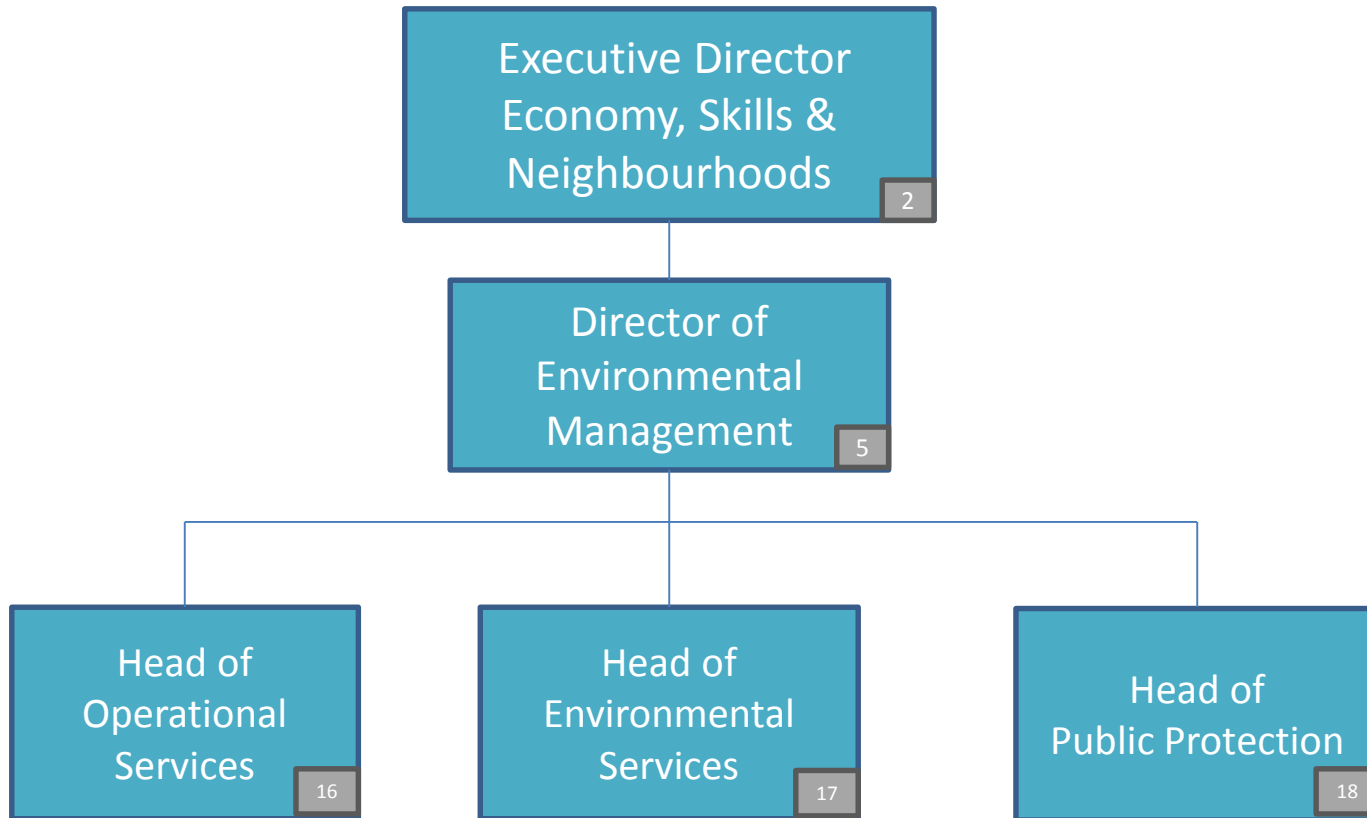 Executive Director
Economy, Skills &
Neighbourhoods
2
Director of
Environmental
Management
5
Head of
Operational
Services
16
Head of
Environmental
Services
17
Head of
Public Protection
18